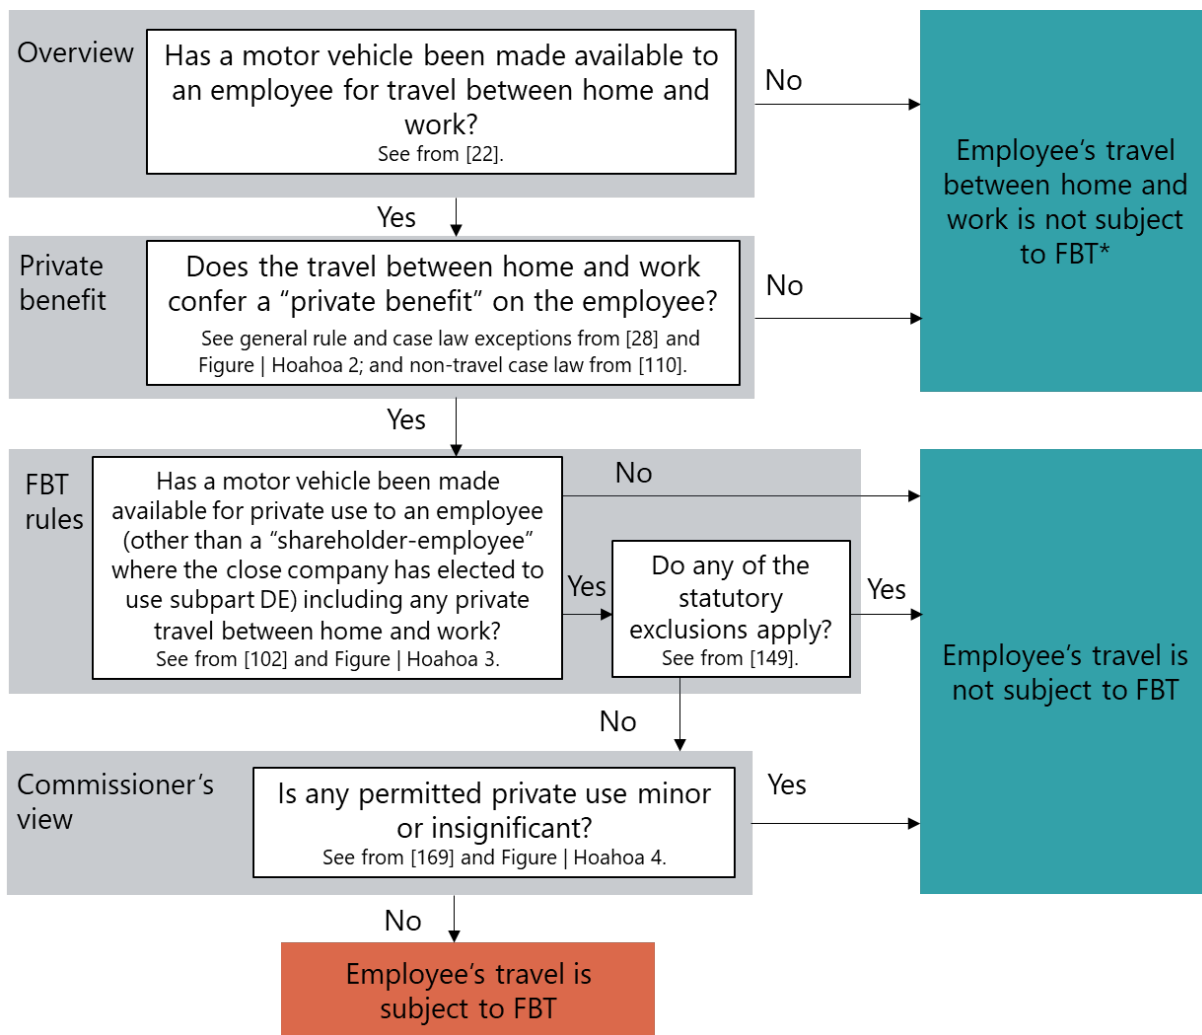 Overview
Has a motor vehicle been made available to
an employee for travel between home and
work?
See from [22].
No
Employee’s travel
between home and
work is not subject
to FBT*
Yes
Private
benefit
Does the travel between home and work
confer a “private benefit” on the employee?
See general rule and case law exceptions from [28] and
Figure | Hoahoa 2; and non-travel case law from [110].
No
Yes
FBT
rules
Has a motor vehicle been made
available for private use to an employee
(other than a “shareholder-employee”
where the close company has elected to
use subpart DE) including any private
travel between home and work?
See from [102] and Figure | Hoahoa 3.
No
Yes
Do any of the
statutory
exclusions apply?
See from [149].
Yes
Employee’s travel is
not subject to FBT
No
Commissioner’s
view
Is any permitted private use minor
or insignificant?
See from [169] and Figure | Hoahoa 4.
Yes
No
Employee’s travel is
subject to FBT